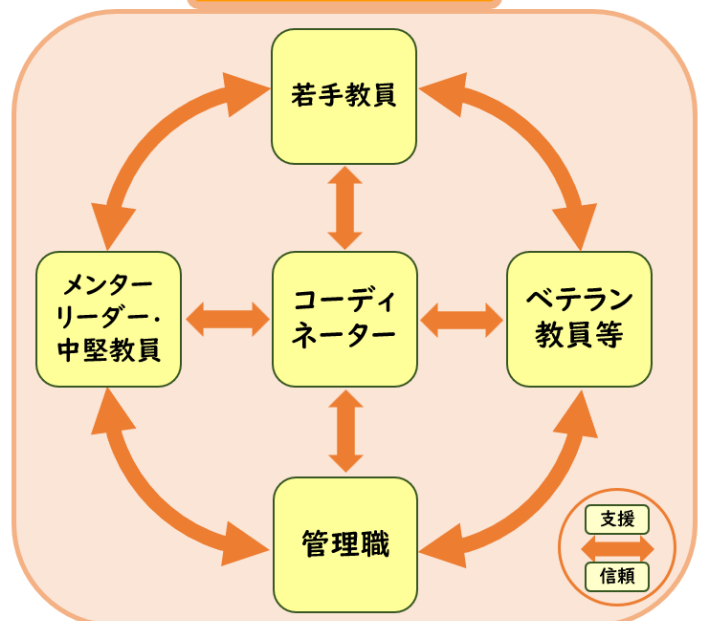 若手教員
メンター
リーダー・
中堅教員
コーディ
ネーター
ベテラン
教員等
管理職
支援
信頼